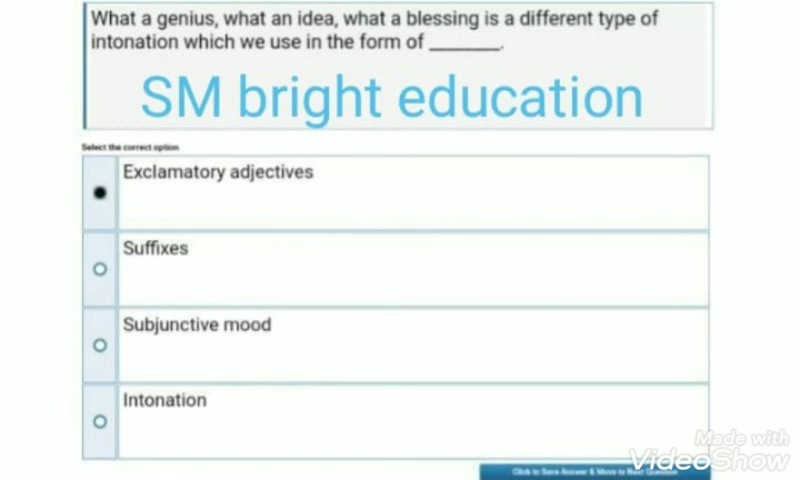 What a genius, what an idea, what a blessing is a different type of
intonation which we use in the form of ________.
SM bright education
Select the correct option
Exclamatory adjectives
Suffixes
Subjunctive mood
Intonation
Made with
VideoShow
Click to Save Answer & Move to Next Question